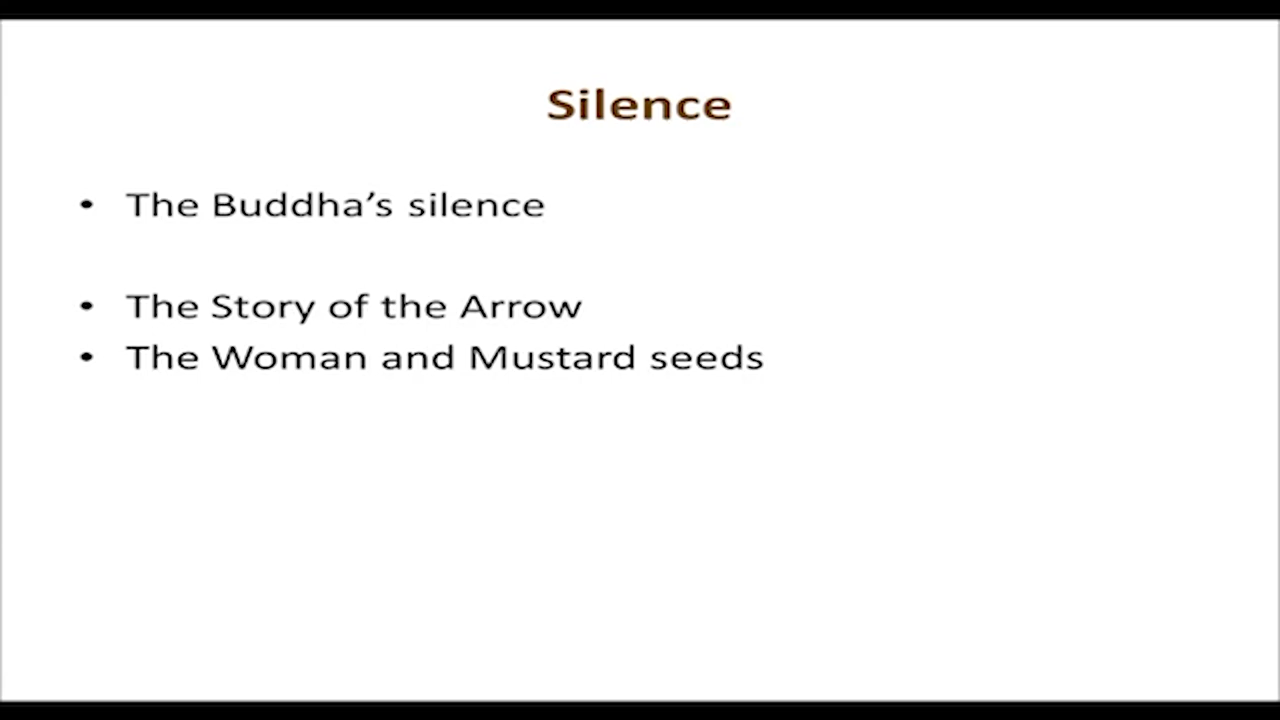 Silence
• The Buddha’s silence
• The Story of the Arrow
• The Woman and Mustard seeds